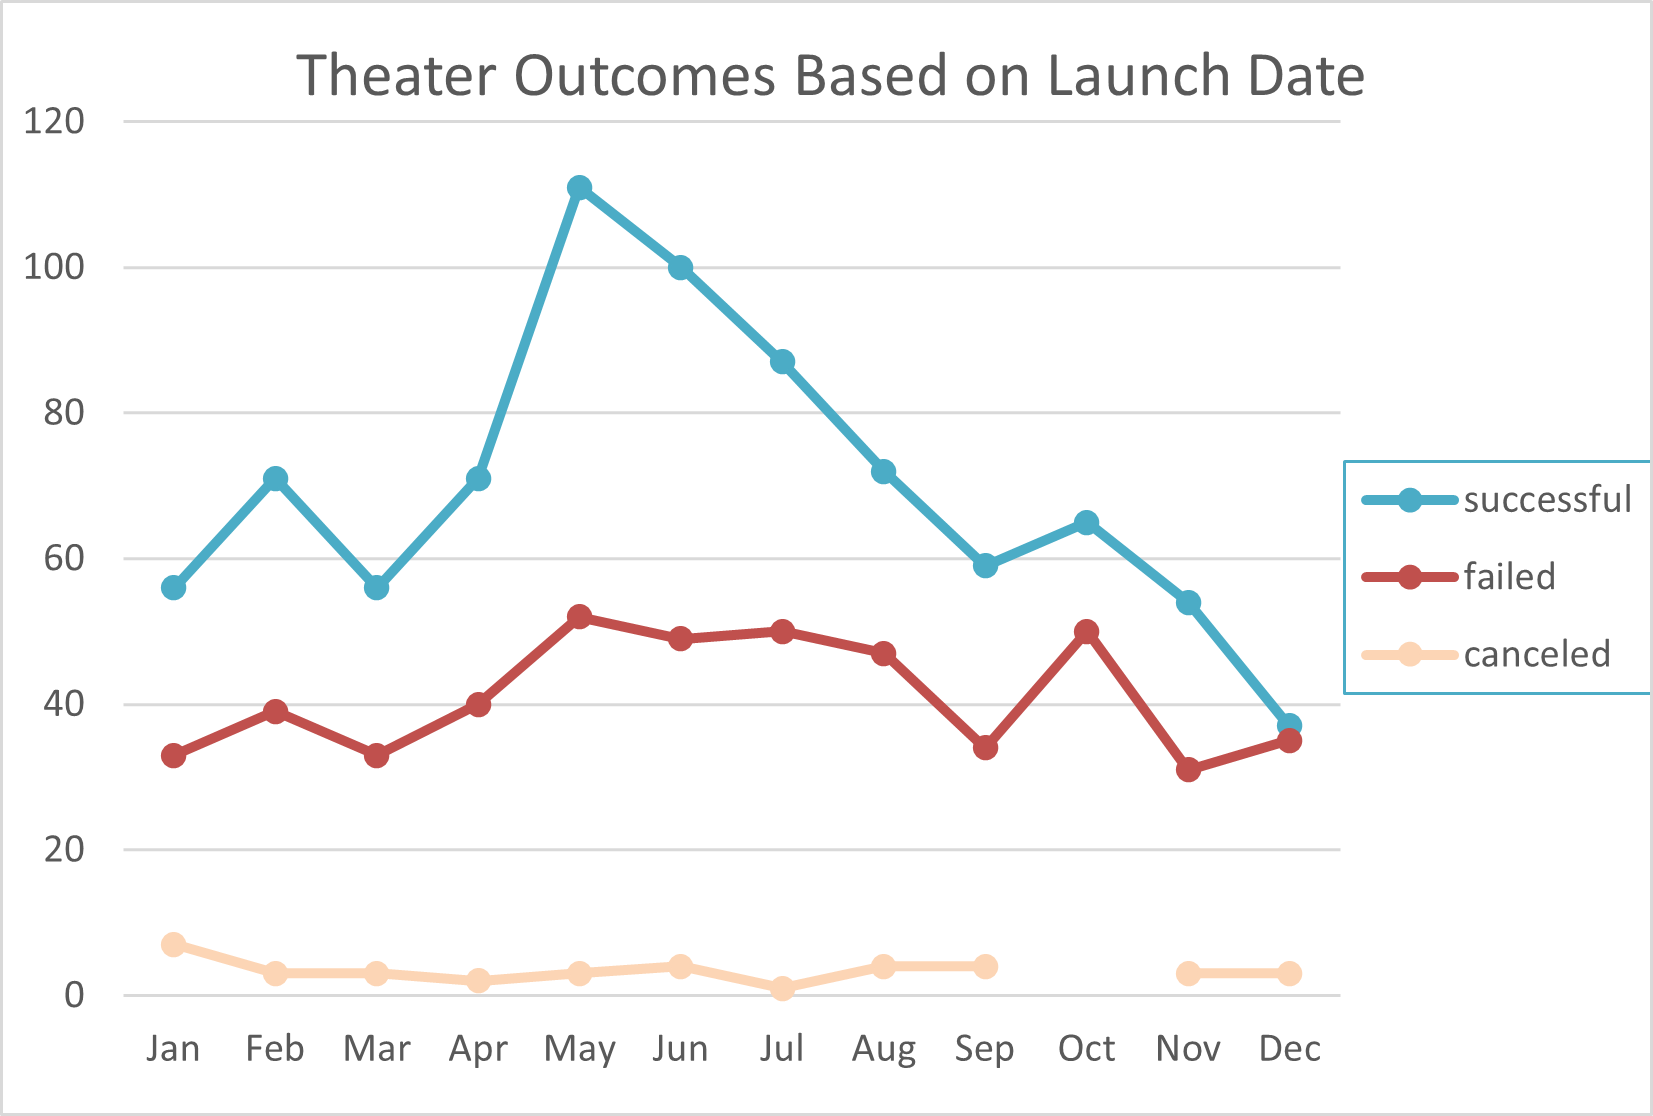 Theater Outcomes Based on Launch Date
120
100
80
60
40
20
0
Jan Feb Mar Apr May Jun Jul Aug Sep Oct Nov Dec
successful
failed
canceled